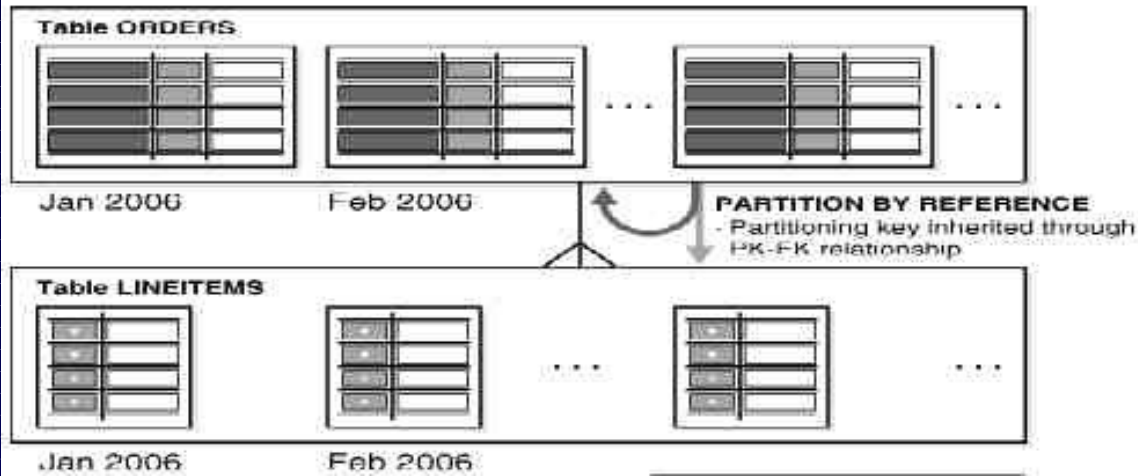 Table ORDERS
. . .
. . .
Jan 2006
Feb 2006
PARTITION BY REFERENCE
- Partitioning key inherited through
PK-FK relationship
Table LINEITEMS
. . .
. . .
Jan 2006
Feb 2006